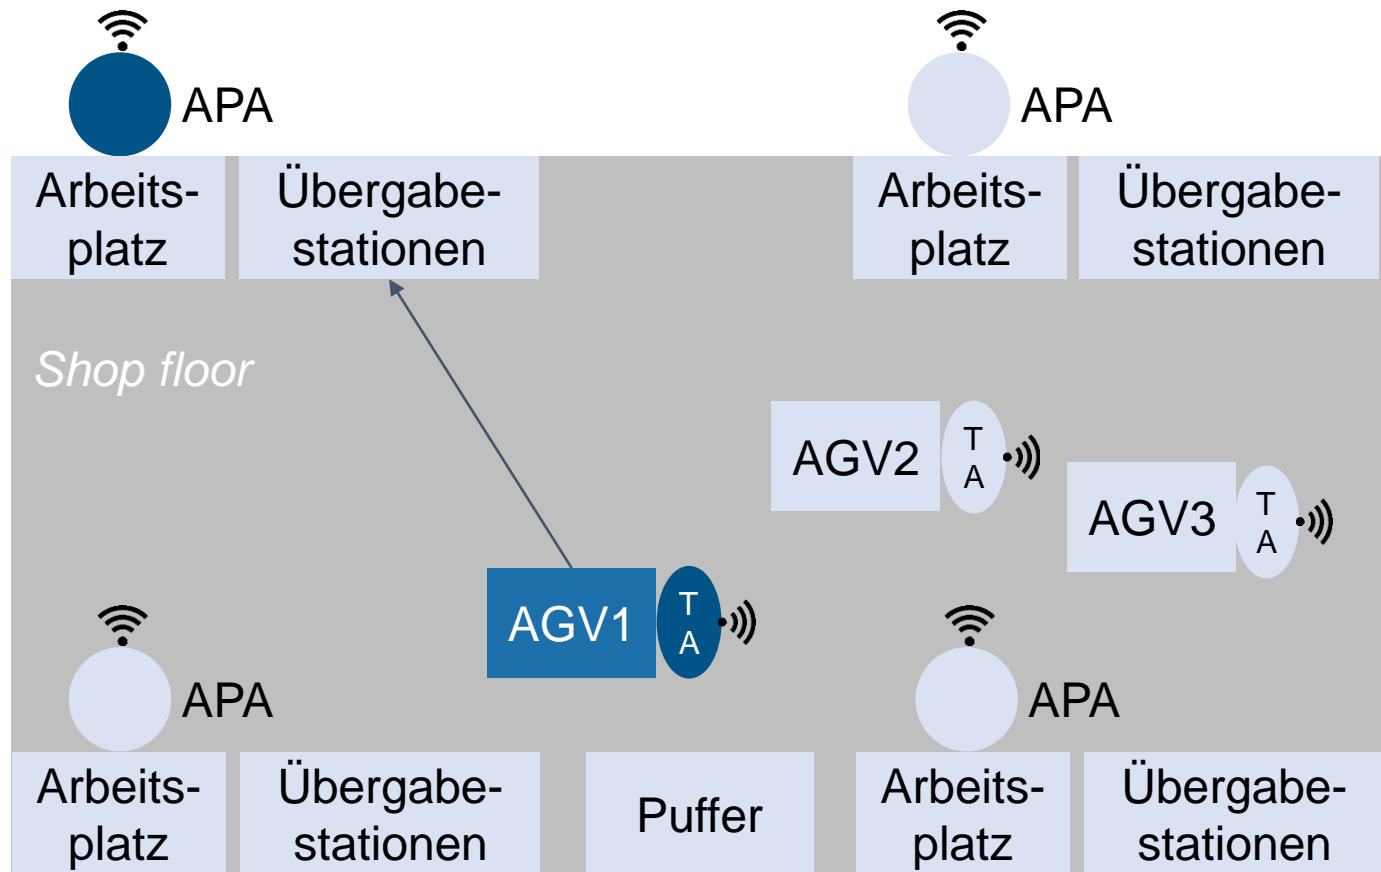 APA
APA
Arbeits-
platz
Übergabe-
stationen
Arbeits-
platz
Übergabe-
stationen
Shop floor
AGV2
T
A
AGV3
T
A
AGV1
T
A
APA
APA
Arbeits-
platz
Übergabe-
stationen
Puffer
Arbeits-
platz
Übergabe-
stationen